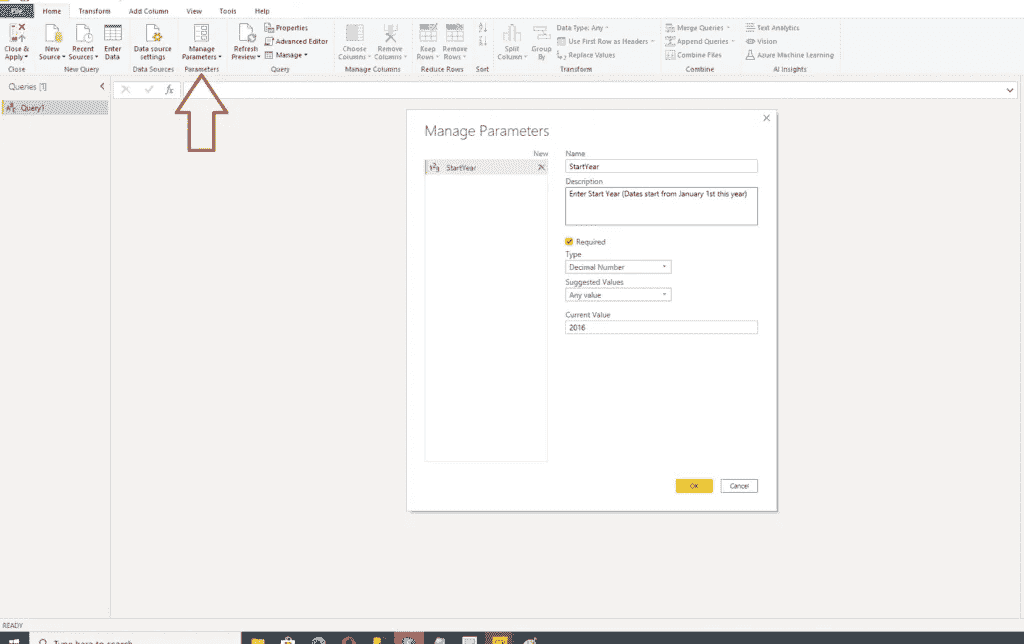 File Home Transform Add Column View Tools Help
Close & Apply
New Source
Recent Sources
Enter Data
Data source settings
Manage Parameters
Refresh Preview
Properties
Advanced Editor
Manage
Choose Columns
Remove Columns
Keep Rows
Remove Rows
Split Column
Group By
Data Type: Any
Use First Row as Headers
Replace Values
Merge Queries
Append Queries
Combine Files
Text Analytics
Vision
Azure Machine Learning
Close New Query Data Sources Parameters Query Manage Columns Reduce Rows Sort Transform Combine AI Insights
Queries [1]
fx
Query1
Manage Parameters
New
StartYear
Name
StartYear
Description
Enter Start Year (Dates start from January 1st this year)
Required
Type
Decimal Number
Suggested Values
Any value
Current Value
2016
OK Cancel
READY
Type here to search